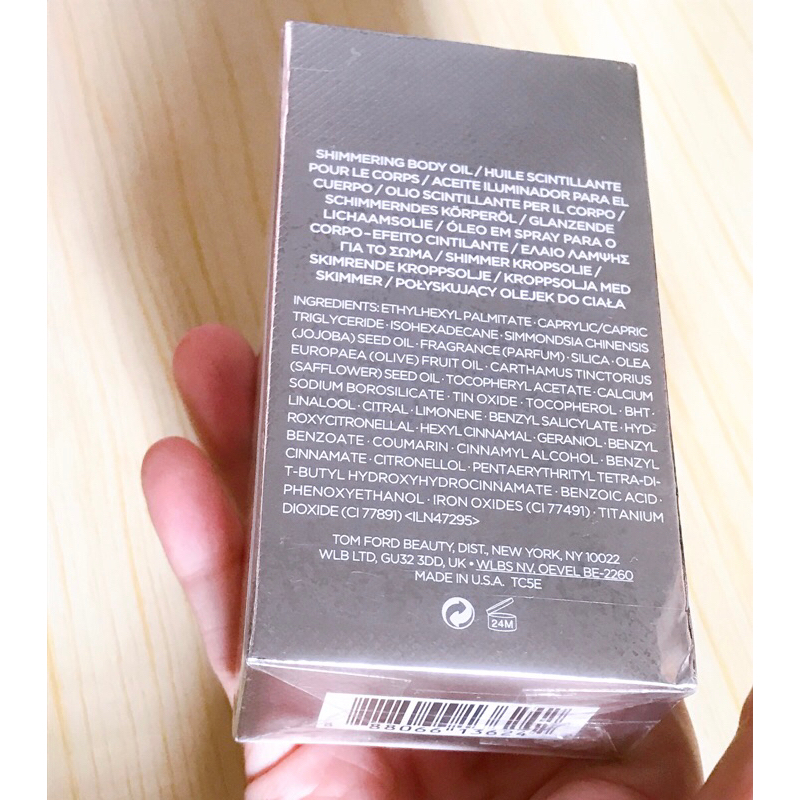 SHIMMERING BODY OIL / HUILE SCINTILLANTE
POUR LE CORPS / ACEITE ILUMINADOR PARA EL
CUERPO / OLIO SCINTILLANTE PER IL CORPO /
SCHIMMERNDES KÖRPERÖL / GLANZENDE
LICHAAMSOLIE / ÓLEO EM SPRAY PARA O
CORPO – EFEITO CINTILANTE / ΕΛΑΙΟ ΛΑΜΨΗΣ
ΓΙΑ ΤΟ ΣΩΜΑ / SHIMMER KROPSOLIE /
SKIMRENDE KROPPSOLJE / KROPPSOLJA MED
SKIMMER / POŁYSKUJĄCY OLEJEK DO CIAŁA
INGREDIENTS: ETHYLHEXYL PALMITATE · CAPRYLIC/CAPRIC
TRIGLYCERIDE · ISOHEXADECANE · SIMMONDSIA CHINENSIS
(JOJOBA) SEED OIL · FRAGRANCE (PARFUM) · SILICA · OLEA
EUROPAEA (OLIVE) FRUIT OIL · CARTHAMUS TINCTORIUS
(SAFFLOWER) SEED OIL · TOCOPHERYL ACETATE · CALCIUM
SODIUM BOROSILICATE · TIN OXIDE · TOCOPHEROL · BHT ·
LINALOOL · CITRAL · LIMONENE · BENZYL SALICYLATE · HYD-
ROXYCITRONELLAL · HEXYL CINNAMAL · GERANIOL · BENZYL
BENZOATE · COUMARIN · CINNAMYL ALCOHOL · BENZYL
CINNAMATE · CITRONELLOL · PENTAERYTHRITYL TETRA-DI-
T-BUTYL HYDROXYHYDROCINNAMATE · BENZOIC ACID ·
PHENOXYETHANOL · IRON OXIDES (CI 77491) · TITANIUM
DIOXIDE (CI 77891) <ILN47295>
TOM FORD BEAUTY, DIST., NEW YORK, NY 10022
WLB LTD, GU32 3DD, UK • WLBS NV. OEVEL BE-2260
MADE IN U.S.A. TC5E
24M